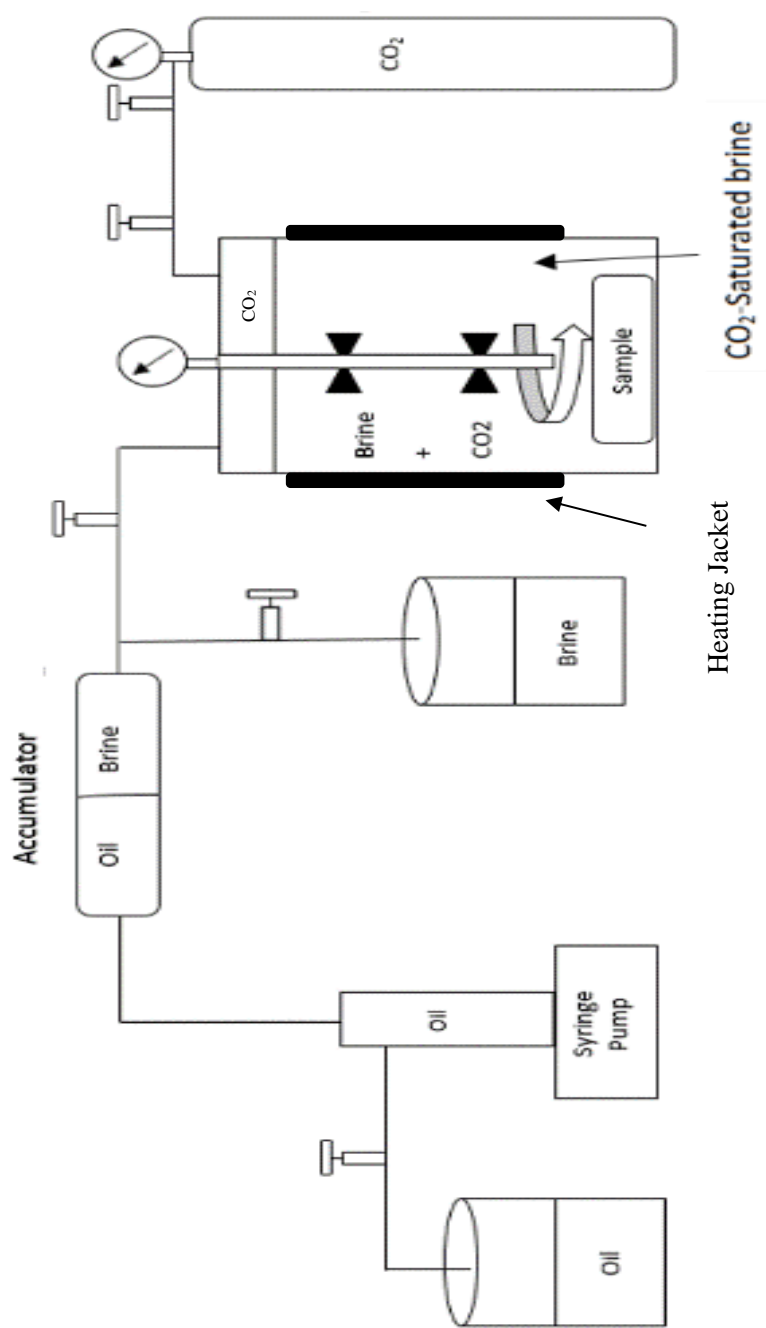 Accumulator
Oil
Brine
Oil
Syringe
Pump
Oil
Brine
CO₂
Brine
+
CO2
Sample
CO₂
Heating Jacket
CO₂-Saturated brine